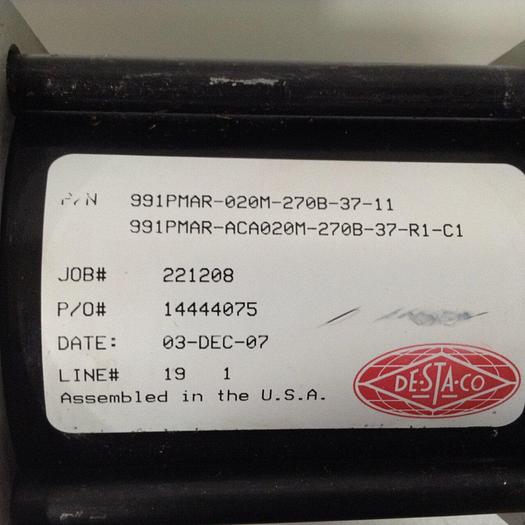 P/N 991PMAR-020M-270B-37-11
991PMAR-ACA020M-270B-37-R1-C1
JOB# 221208
P/O# 14444075
DATE: 03-DEC-07
LINE# 19 1
Assembled in the U.S.A.
DE-STA-CO